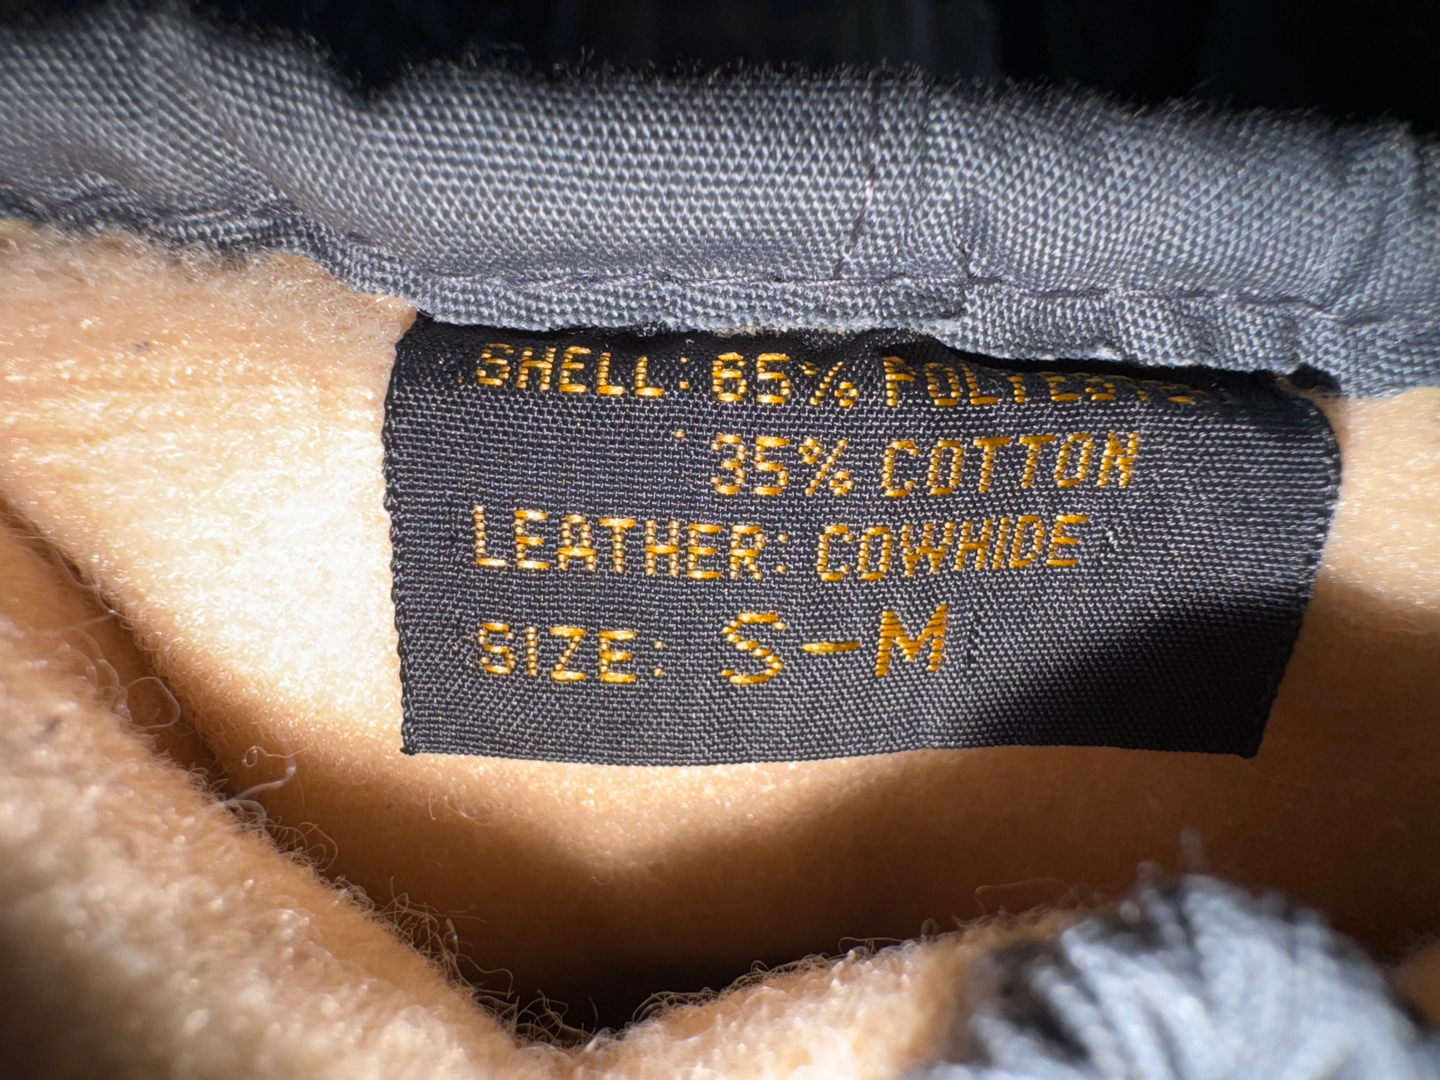 SHELL: 65% POLYESTER
: 35% COTTON
LEATHER: COWHIDE
SIZE: S-M